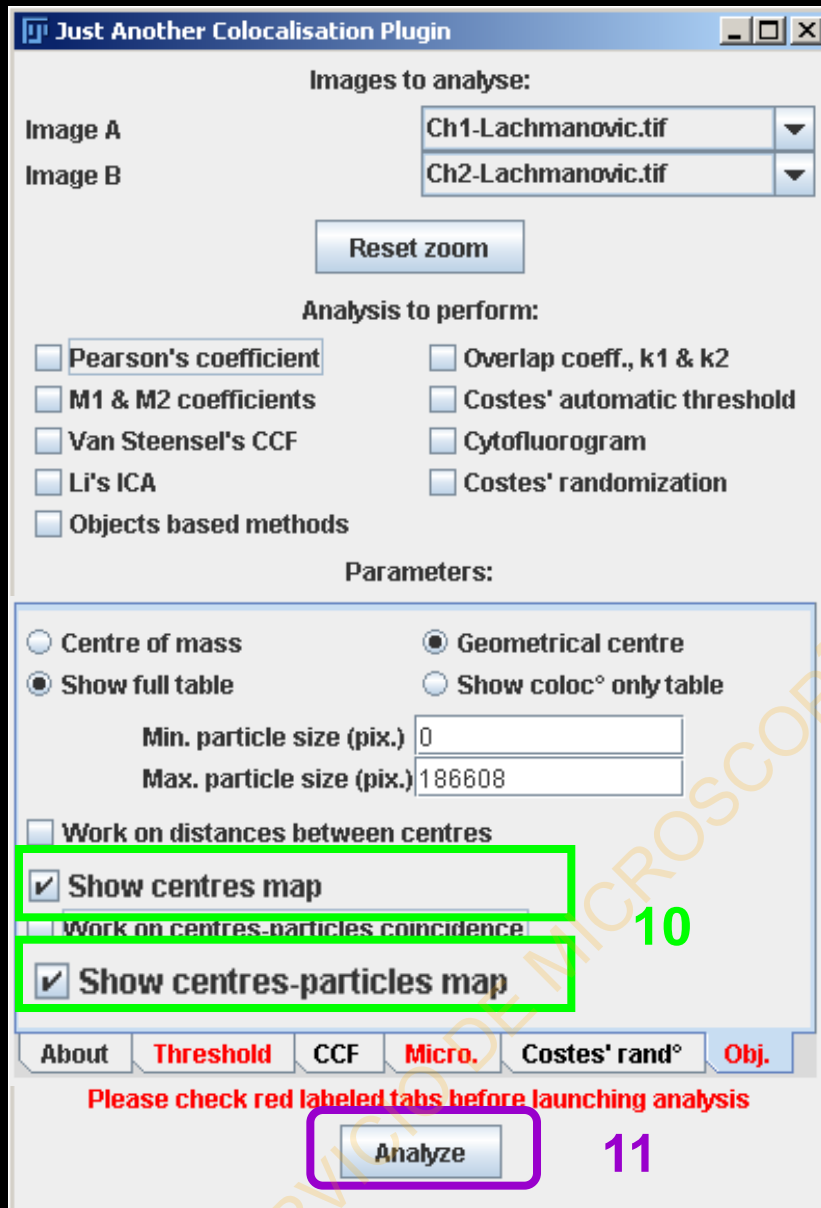 Just Another Colocalisation Plugin
Images to analyse:
Image A Ch1-Lachmanovic.tif
Image B Ch2-Lachmanovic.tif
Reset zoom
Analysis to perform:
Pearson's coefficient Overlap coeff., k1 & k2
M1 & M2 coefficients Costes' automatic threshold
Van Steensel's CCF Cytofluorogram
Li's ICA Costes' randomization
Objects based methods
Parameters:
Centre of mass Geometrical centre
Show full table Show coloc° only table
Min. particle size (pix.) 0
Max. particle size (pix.) 186608
Work on distances between centres
Show centres map
10
Work on centres-particles coincidence
Show centres-particles map
About Threshold CCF Micro. Costes' rand° Obj.
Please check red labeled tabs before launching analysis
Analyze 11
DE